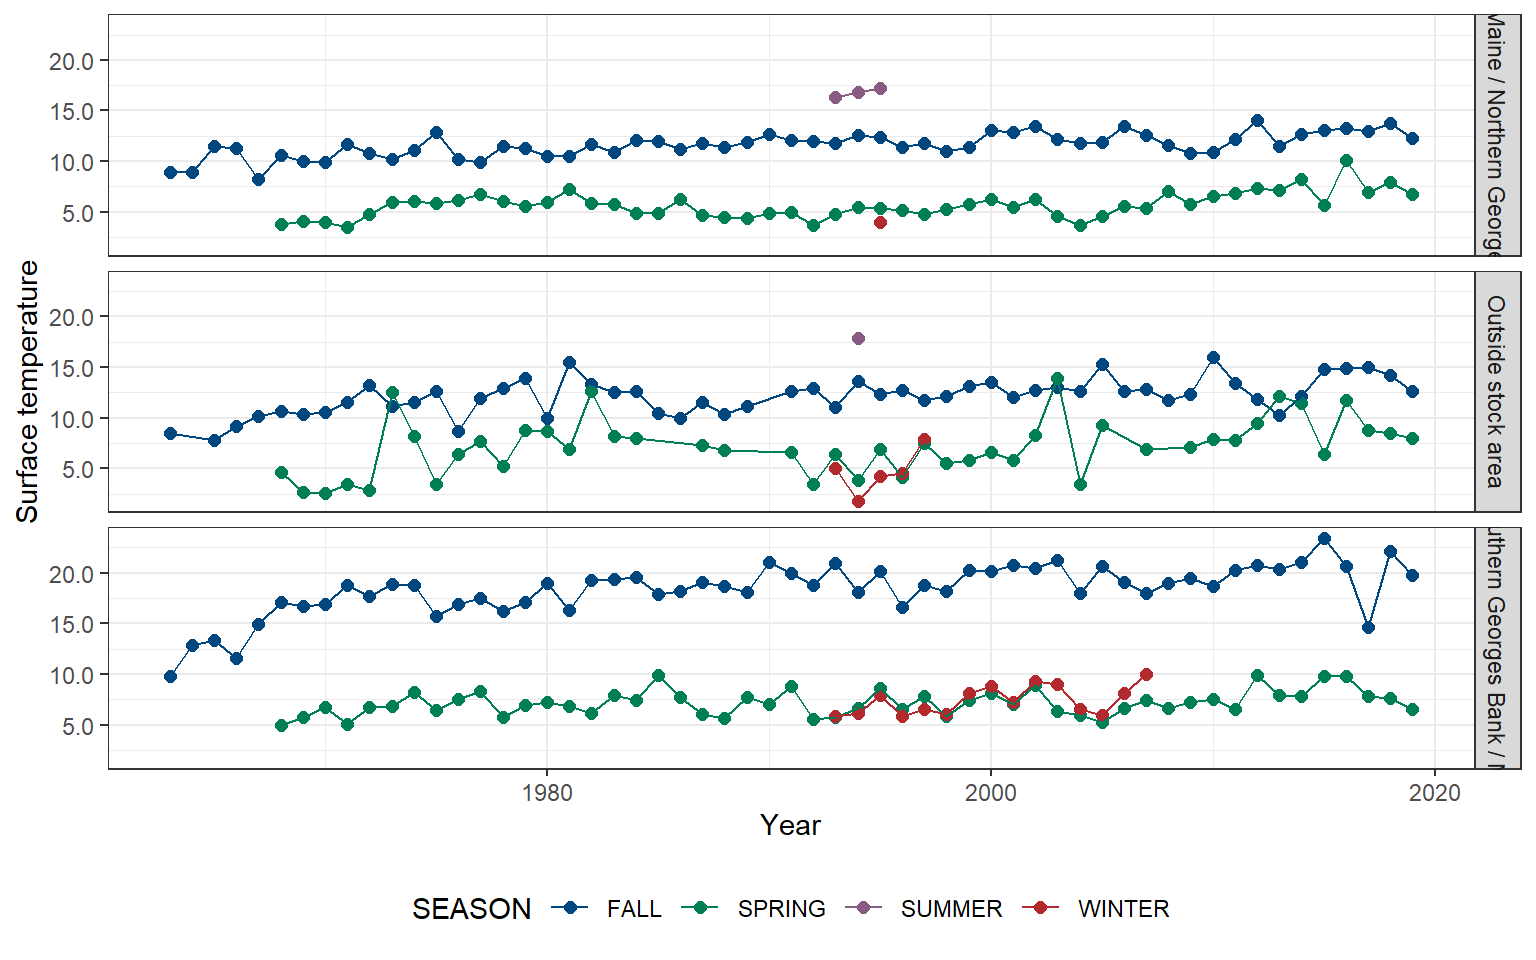 20.0
15.0
10.0
5.0
Maine / Northern George
20.0
15.0
10.0
5.0
Outside stock area
20.0
15.0
10.0
5.0
Georges Bank /
Surface temperature
1980
2000
2020
Year
SEASON FALL SPRING SUMMER WINTER